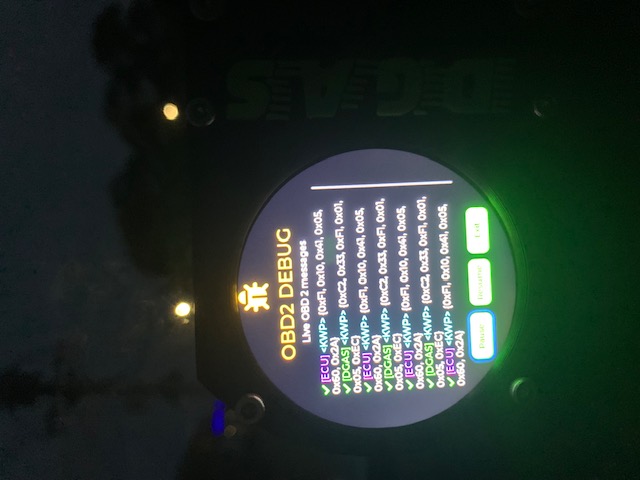 OBD2 DEBUG
Live OBD 2 messages
[ECU] <KWP> {0xF1, 0x10, 0x41, 0x05,
0x60, 0x2A}
[DGAS] <KWP> {0xC2, 0x33, 0xF1, 0x01,
0x05, 0xEC}
[ECU] <KWP> {0xF1, 0x10, 0x41, 0x05,
0x60, 0x2A}
[DGAS] <KWP> {0xC2, 0x33, 0xF1, 0x01,
0x05, 0xEC}
[ECU] <KWP> {0xF1, 0x10, 0x41, 0x05,
0x60, 0x2A}
[DGAS] <KWP> {0xC2, 0x33, 0xF1, 0x01,
0x05, 0xEC}
[ECU] <KWP> {0xF1, 0x10, 0x41, 0x05,
0x60, 0x2A}
Pause
Resume
Exit